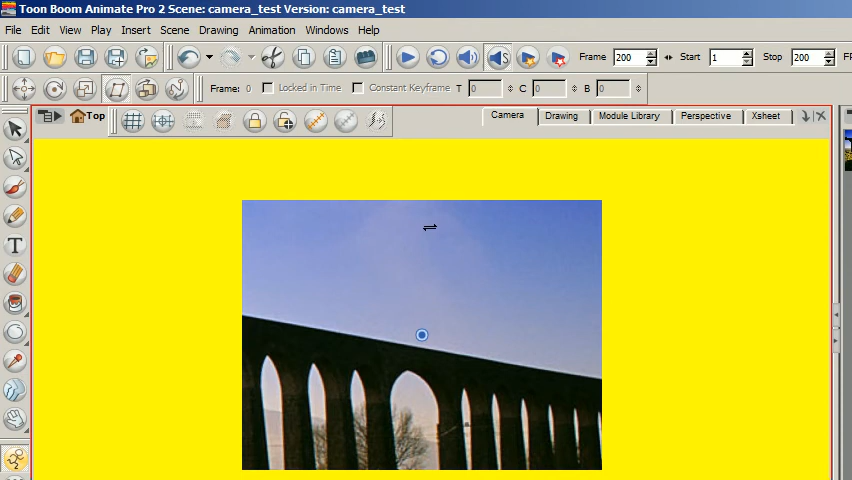 Toon Boom Animate Pro 2 Scene: camera_test Version: camera_test
File Edit View Play Insert Scene Drawing Animation Windows Help
S Frame 200 Start 1 Stop 200
Frame: 0 Locked in Time Constant Keyframe T 0 C 0 B 0
Top Camera Drawing Module Library Perspective Xsheet
T